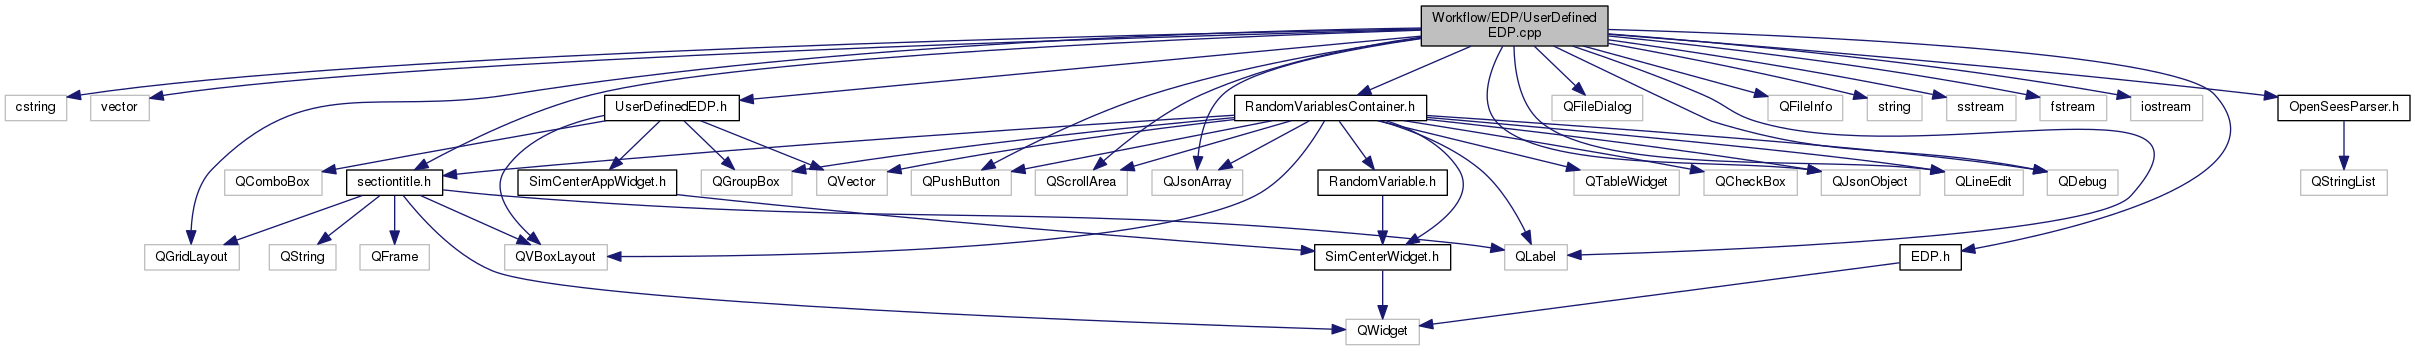 Workflow/EDP/UserDefined
EDP.cpp
cstring
vector
UserDefinedEDP.h
RandomVariablesContainer.h
QFileDialog
QFileInfo
string
sstream
fstream
iostream
OpenSeesParser.h
QComboBox
sectiontitle.h
SimCenterAppWidget.h
QGroupBox
QVector
QPushButton
QScrollArea
QJsonArray
RandomVariable.h
QTableWidget
QCheckBox
QJsonObject
QLineEdit
QDebug
QStringList
QGridLayout
QString
QFrame
QVBoxLayout
SimCenterWidget.h
QLabel
EDP.h
QWidget